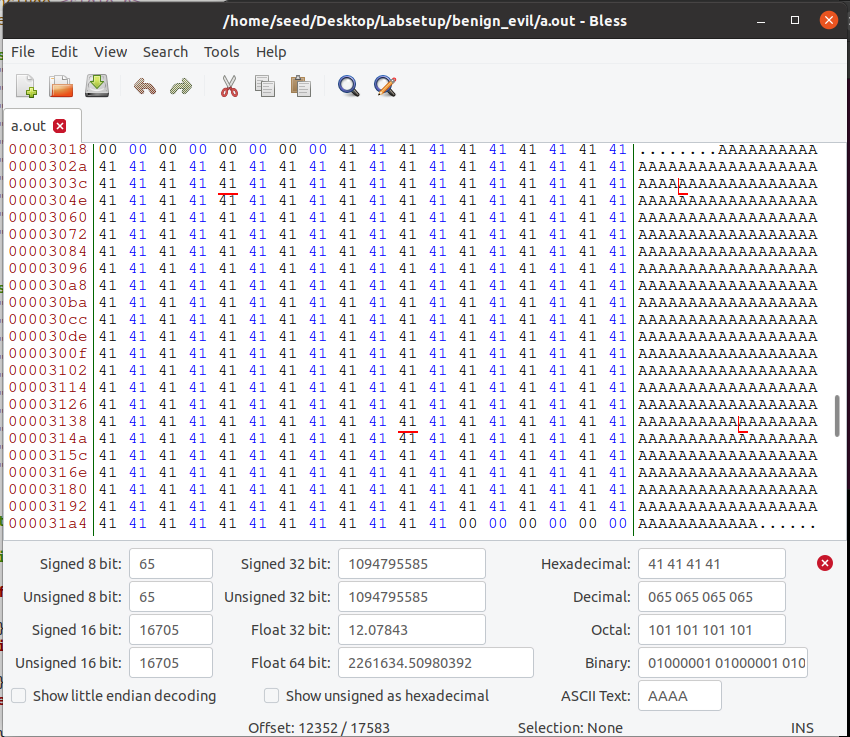 /home/seed/Desktop/Labsetup/benign_evil/a.out - Bless
File Edit View Search Tools Help
a.out
00003018 00 00 00 00 00 00 00 00 41 41 41 41 41 41 41 41 41 41 ........AAAAAAAAAA
0000302a 41 41 41 41 41 41 41 41 41 41 41 41 41 41 41 41 41 41 AAAAAAAAAAAAAAAAAA
0000303c 41 41 41 41 41 41 41 41 41 41 41 41 41 41 41 41 41 41 AAAAAAAAAAAAAAAAAA
0000304e 41 41 41 41 41 41 41 41 41 41 41 41 41 41 41 41 41 41 AAAAAAAAAAAAAAAAAA
00003060 41 41 41 41 41 41 41 41 41 41 41 41 41 41 41 41 41 41 AAAAAAAAAAAAAAAAAA
00003072 41 41 41 41 41 41 41 41 41 41 41 41 41 41 41 41 41 41 AAAAAAAAAAAAAAAAAA
00003084 41 41 41 41 41 41 41 41 41 41 41 41 41 41 41 41 41 41 AAAAAAAAAAAAAAAAAA
00003096 41 41 41 41 41 41 41 41 41 41 41 41 41 41 41 41 41 41 AAAAAAAAAAAAAAAAAA
000030a8 41 41 41 41 41 41 41 41 41 41 41 41 41 41 41 41 41 41 AAAAAAAAAAAAAAAAAA
000030ba 41 41 41 41 41 41 41 41 41 41 41 41 41 41 41 41 41 41 AAAAAAAAAAAAAAAAAA
000030cc 41 41 41 41 41 41 41 41 41 41 41 41 41 41 41 41 41 41 AAAAAAAAAAAAAAAAAA
000030de 41 41 41 41 41 41 41 41 41 41 41 41 41 41 41 41 41 41 AAAAAAAAAAAAAAAAAA
0000300f 41 41 41 41 41 41 41 41 41 41 41 41 41 41 41 41 41 41 AAAAAAAAAAAAAAAAAA
00003102 41 41 41 41 41 41 41 41 41 41 41 41 41 41 41 41 41 41 AAAAAAAAAAAAAAAAAA
00003114 41 41 41 41 41 41 41 41 41 41 41 41 41 41 41 41 41 41 AAAAAAAAAAAAAAAAAA
00003126 41 41 41 41 41 41 41 41 41 41 41 41 41 41 41 41 41 41 AAAAAAAAAAAAAAAAAA
00003138 41 41 41 41 41 41 41 41 41 41 41 41 41 41 41 41 41 41 AAAAAAAAAAAAAAAAAA
0000314a 41 41 41 41 41 41 41 41 41 41 41 41 41 41 41 41 41 41 AAAAAAAAAAAAAAAAAA
0000315c 41 41 41 41 41 41 41 41 41 41 41 41 41 41 41 41 41 41 AAAAAAAAAAAAAAAAAA
0000316e 41 41 41 41 41 41 41 41 41 41 41 41 41 41 41 41 41 41 AAAAAAAAAAAAAAAAAA
00003180 41 41 41 41 41 41 41 41 41 41 41 41 41 41 41 41 41 41 AAAAAAAAAAAAAAAAAA
00003192 41 41 41 41 41 41 41 41 41 41 41 41 41 41 41 41 41 41 AAAAAAAAAAAAAAAAAA
000031a4 41 41 41 41 41 41 41 41 41 41 41 41 00 00 00 00 00 00 AAAAAAAAAAAA......
Signed 8 bit: 65 Signed 32 bit: 1094795585 Hexadecimal: 41 41 41 41
Unsigned 8 bit: 65 Unsigned 32 bit: 1094795585 Decimal: 065 065 065 065
Signed 16 bit: 16705 Float 32 bit: 12.07843 Octal: 101 101 101 101
Unsigned 16 bit: 16705 Float 64 bit: 2261634.50980392 Binary: 01000001 01000001 010
Show little endian decoding Show unsigned as hexadecimal ASCII Text: AAAA
Offset: 12352 / 17583 Selection: None INS